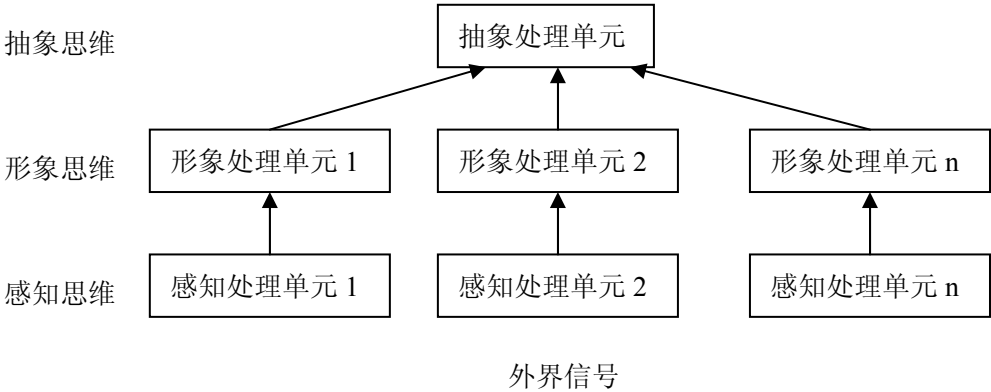 抽象思维 抽象处理单元
形象思维 形象处理单元 1 形象处理单元 2 形象处理单元 n
感知思维 感知处理单元 1 感知处理单元 2 感知处理单元 n
外界信号